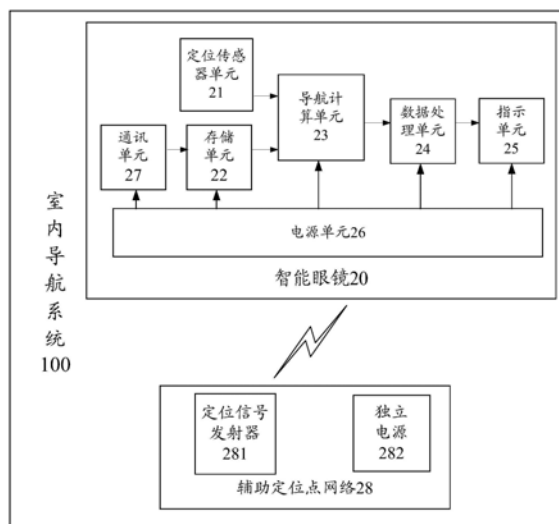 定位传感
器单元
21
导航计
算单元
23
数据处
理单元
24
指示
单元
25
通讯
单元
27
存储
单元
22
电源单元26
智能眼镜20
室
内
导
航
系
统
100
定位信号
发射器
281
独立
电源
282
辅助定位点网络28